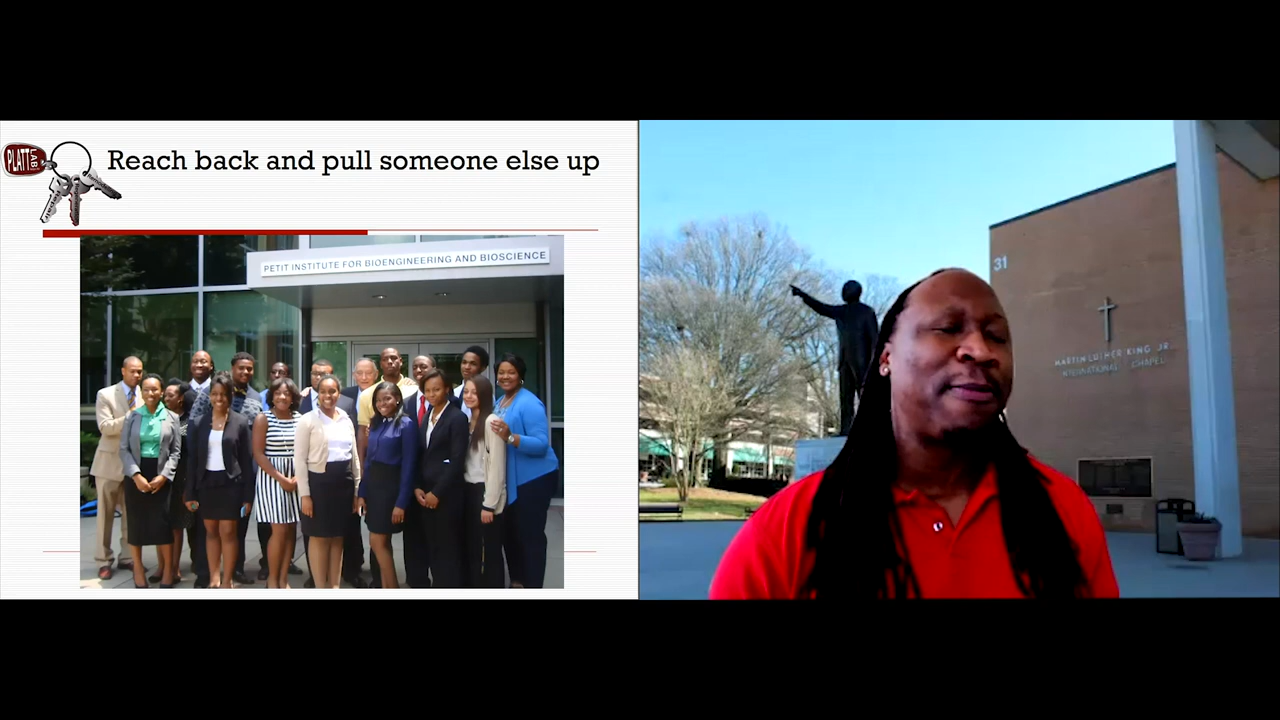 PLATT
LAB
Reach back and pull someone else up
PETIT INSTITUTE FOR BIOENGINEERING AND BIOSCIENCE
31
MARTIN LUTHER KING JR.
INTERNATIONAL CHAPEL